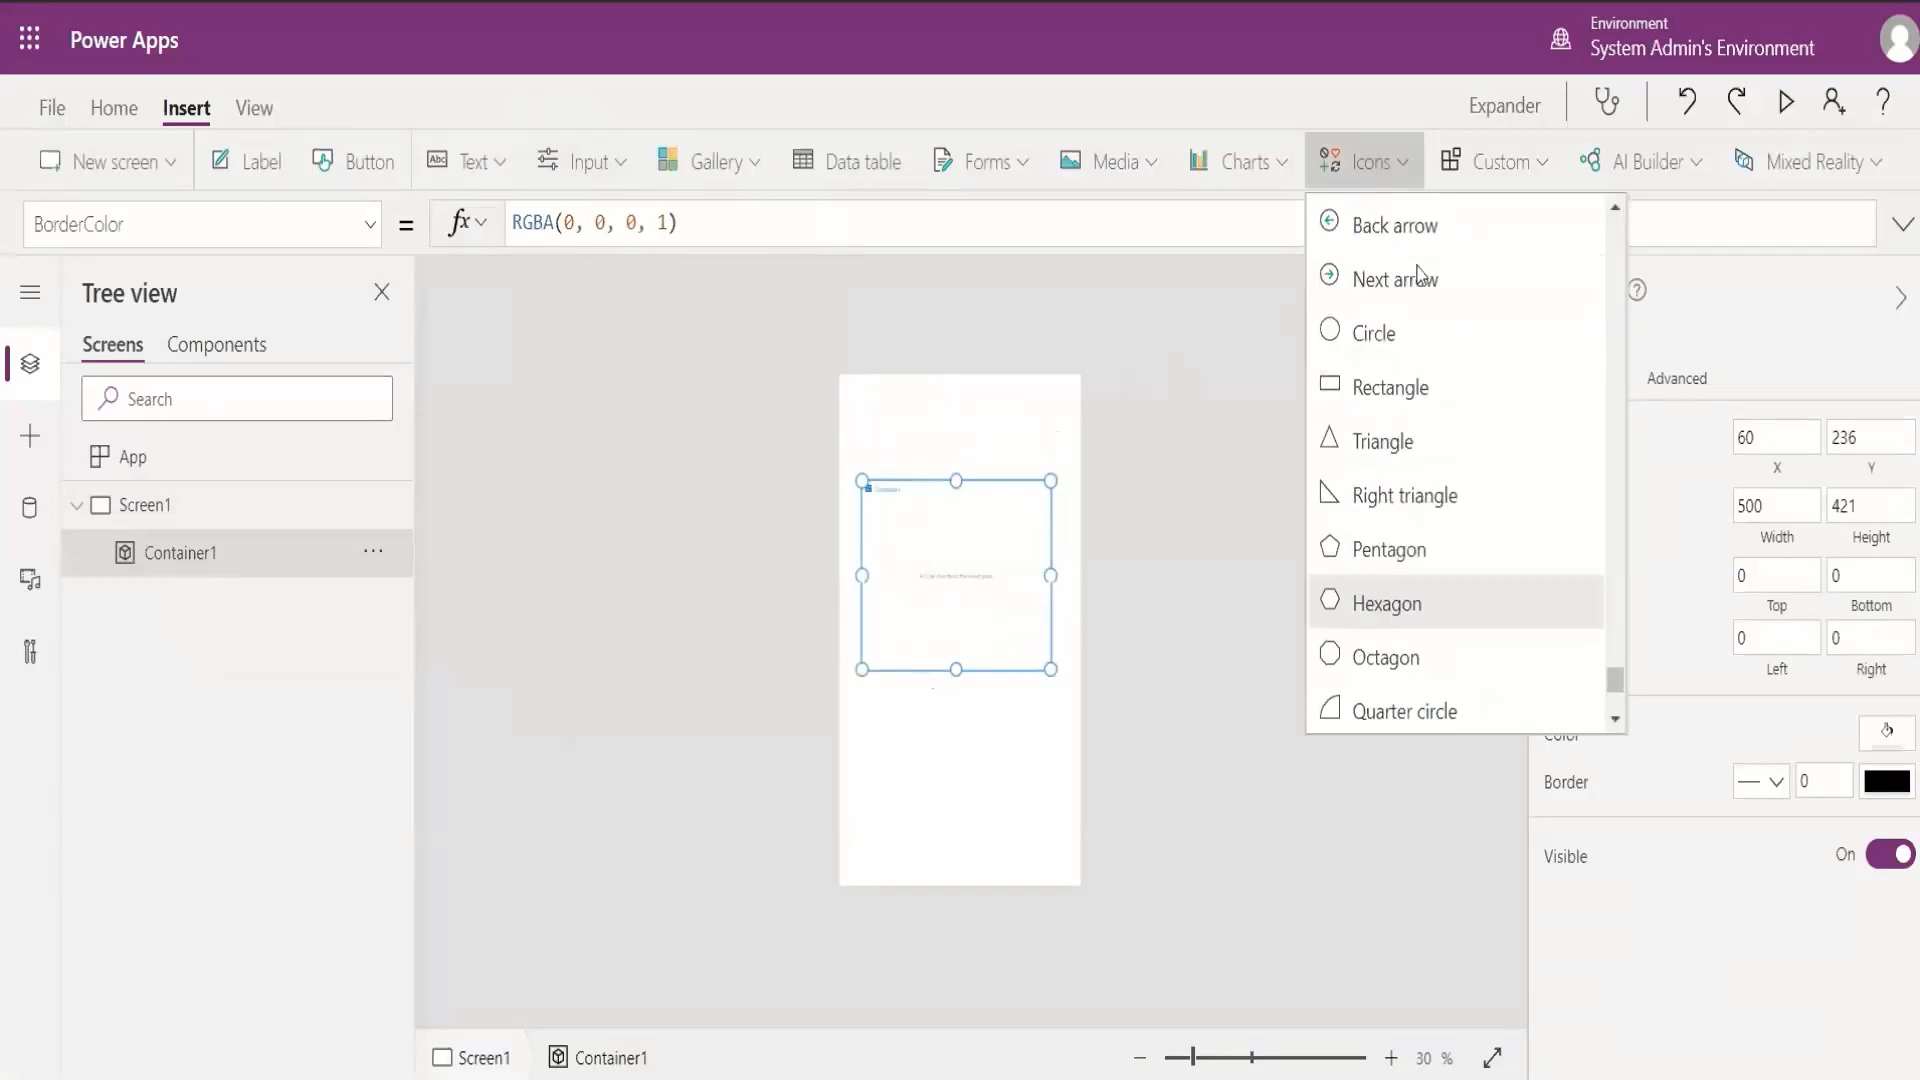 Power Apps
Environment
System Admin's Environment
File
Home
Insert
View
Expander
New screen
Label
Button
Abc
Text
Input
Gallery
Data table
Forms
Media
Charts
Icons
Custom
AI Builder
Mixed Reality
BorderColor
=
fx
RGBA(0, 0, 0, 1)
Tree view
Screens
Components
Search
App
Screen1
Container1
...
Back arrow
Next arrow
Circle
Rectangle
Triangle
Right triangle
Pentagon
Hexagon
Octagon
Quarter circle
Advanced
60
236
X
Y
500
421
Width
Height
0
0
Top
Bottom
0
0
Left
Right
Color
Border
0
Visible
On
Screen1
Container1
30 %